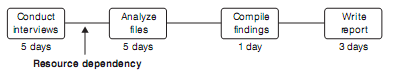 Conduct interviews
Analyze files
Compile findings
Write report
5 days
5 days
1 day
3 days
Resource dependency